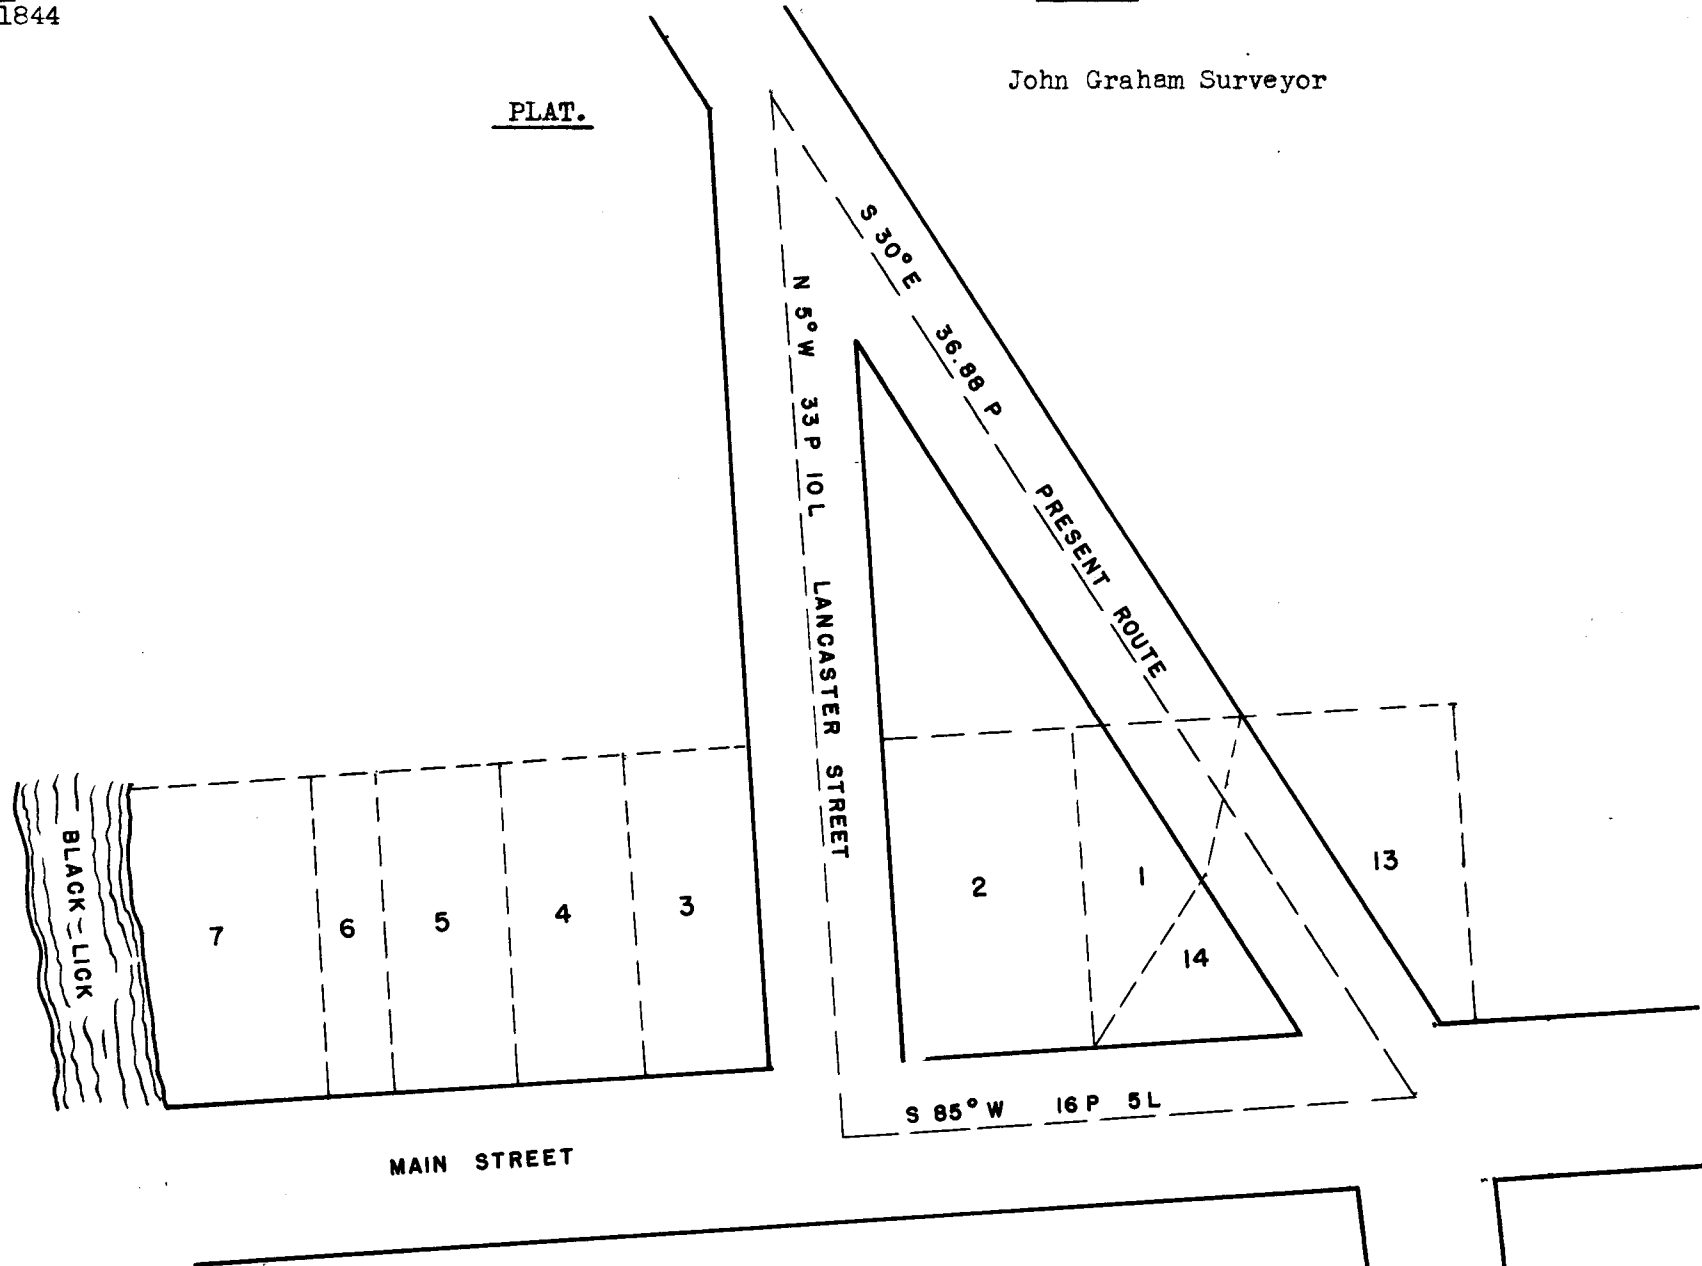 1844
John Graham Surveyor
PLAT.
S 30° E 36.88 P PRESENT ROUTE
N 5° W 33 P 10 L LANCASTER STREET
BLACK-LICK
7
6
5
4
3
2
1
14
13
S 85° W 16 P 5 L
MAIN STREET